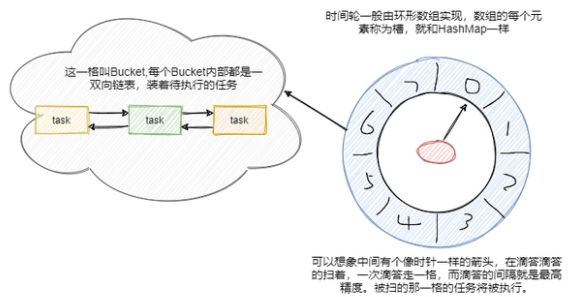 时间轮一般由环形数组实现，数组的每个元
素称为槽，就和HashMap一样
这一格叫Bucket,每个Bucket内部都是一
双向链表，装着待执行的任务
task
task
task
7
0
6
1
5
2
4
3
可以想象中间有个像时针一样的箭头，在滴答滴答
的扫着，一次滴答走一格，而滴答的间隔就是最高
精度。被扫的那一格的任务将被执行。